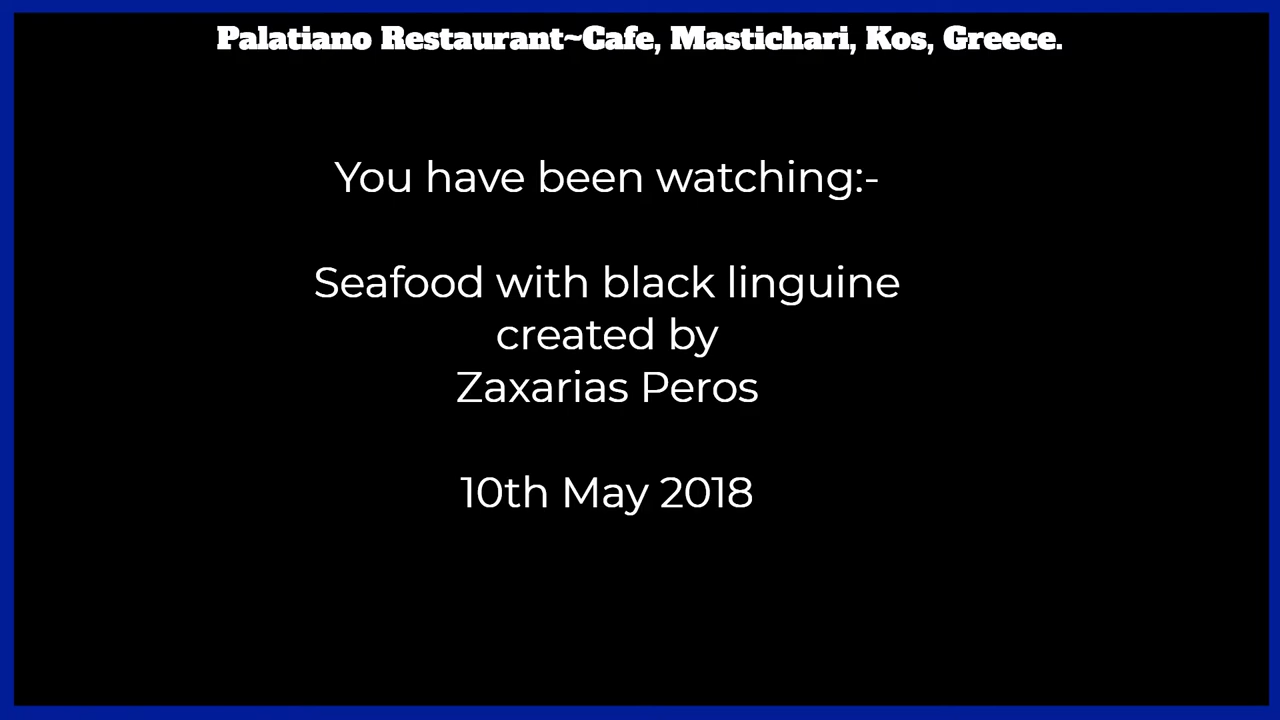 Palatiano Restaurant~Cafe, Mastichari, Kos, Greece.
You have been watching:-
Seafood with black linguine
created by
Zaxarias Peros
10th May 2018